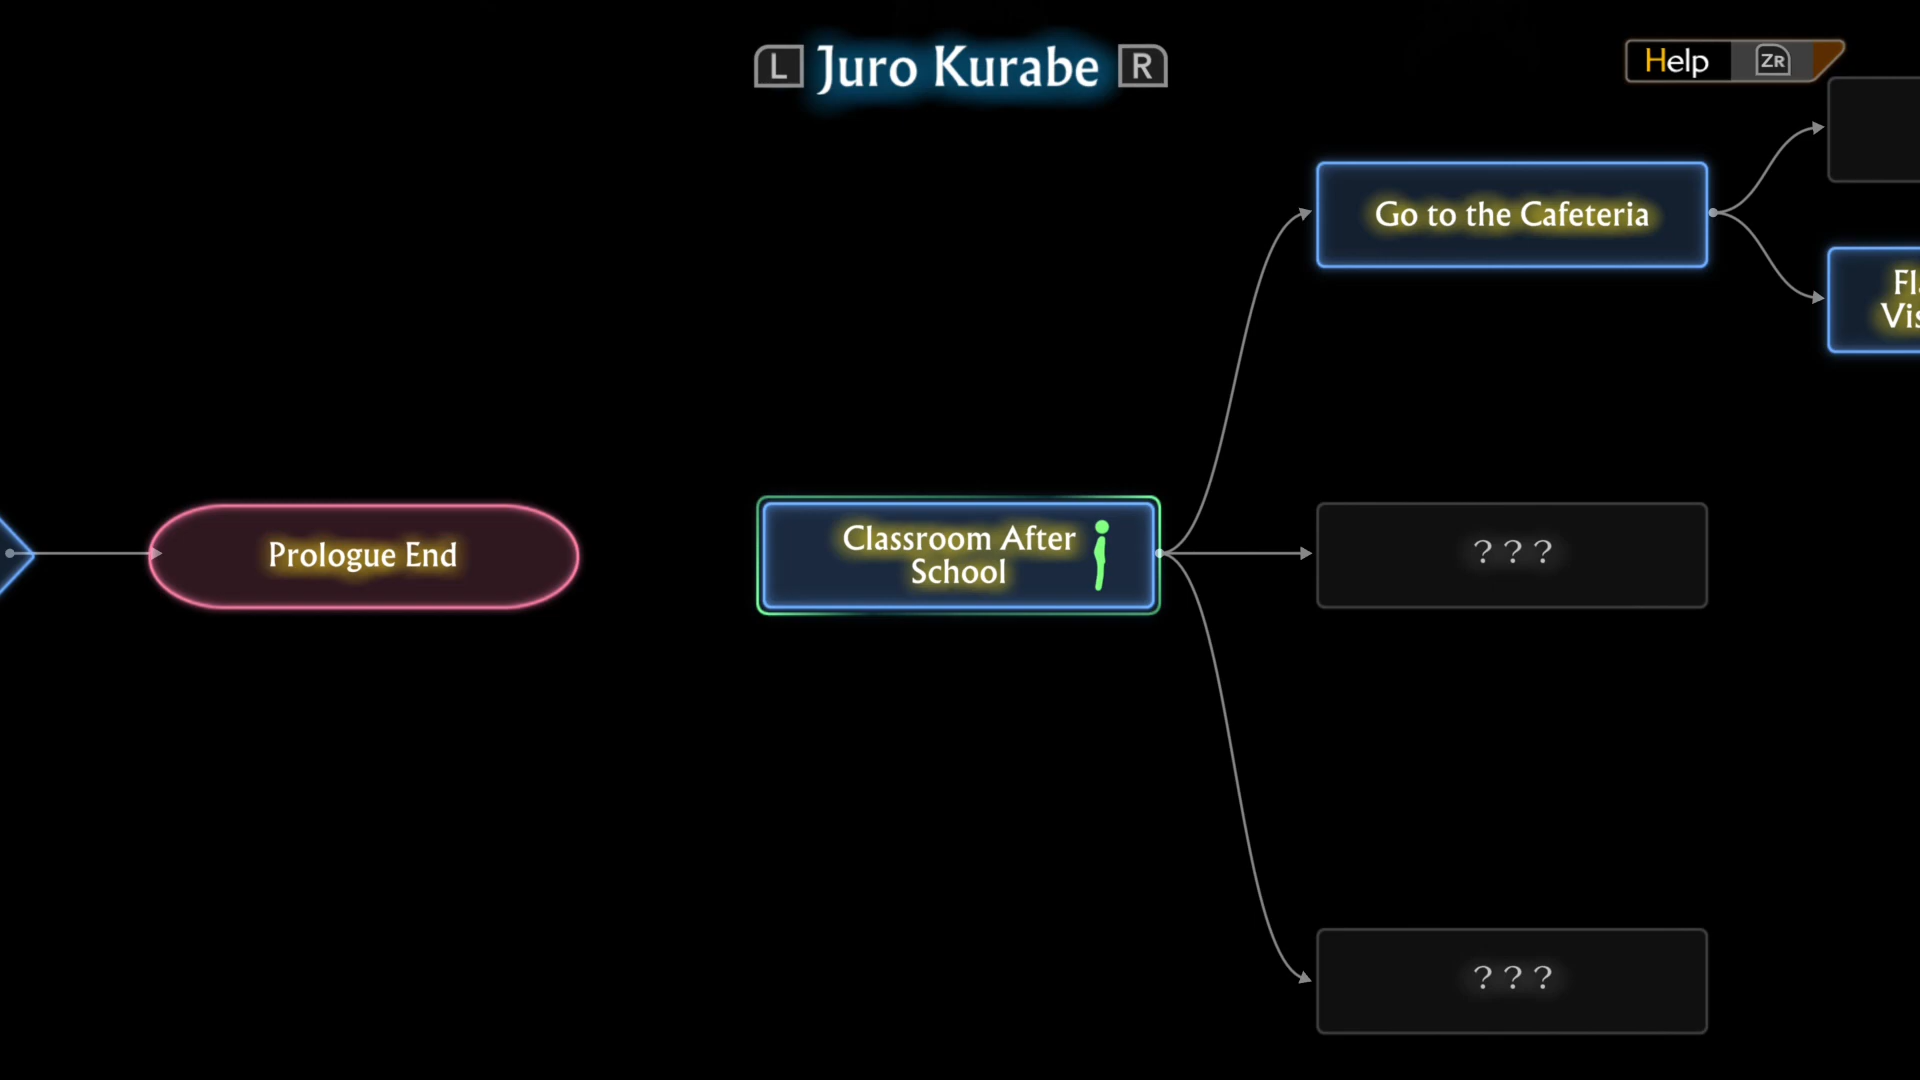 L Juro Kurabe R
Help ZR
Go to the Cafeteria
Prologue End
Classroom After
School
? ? ?
? ? ?